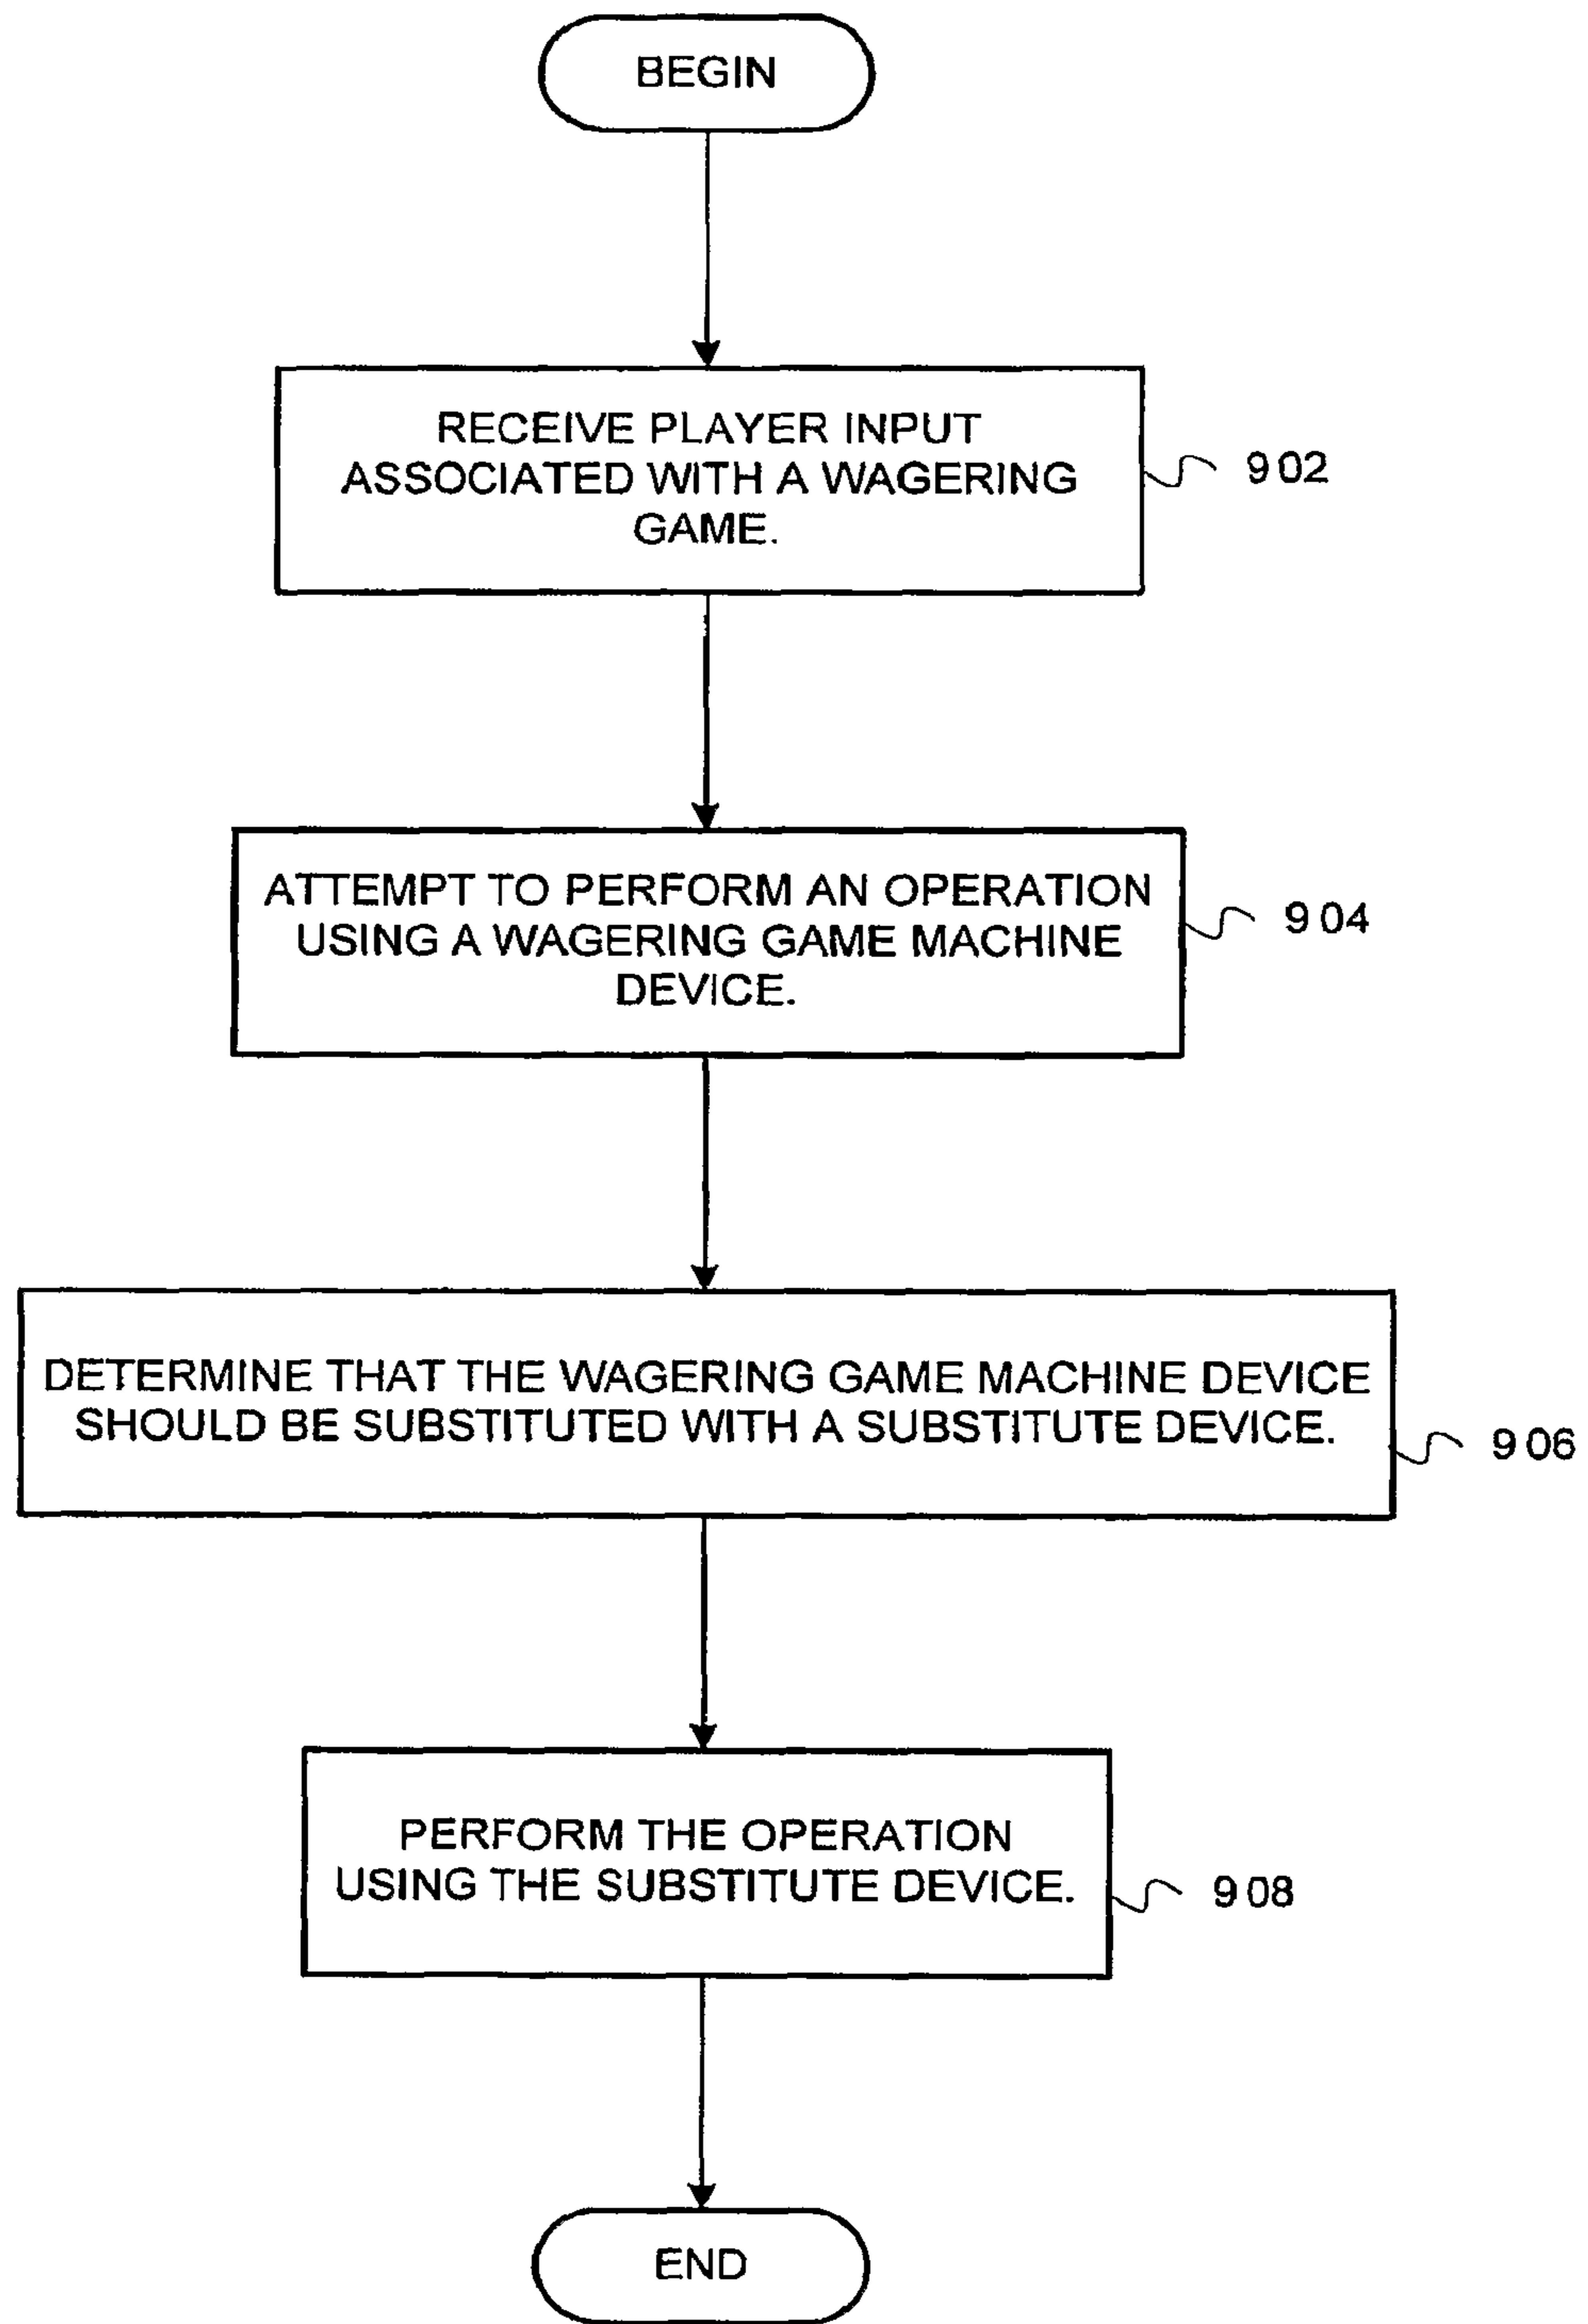 BEGIN
RECEIVE PLAYER INPUT
ASSOCIATED WITH A WAGERING
GAME.
902
ATTEMPT TO PERFORM AN OPERATION
USING A WAGERING GAME MACHINE
DEVICE.
904
DETERMINE THAT THE WAGERING GAME MACHINE DEVICE
SHOULD BE SUBSTITUTED WITH A SUBSTITUTE DEVICE.
906
PERFORM THE OPERATION
USING THE SUBSTITUTE DEVICE.
908
END